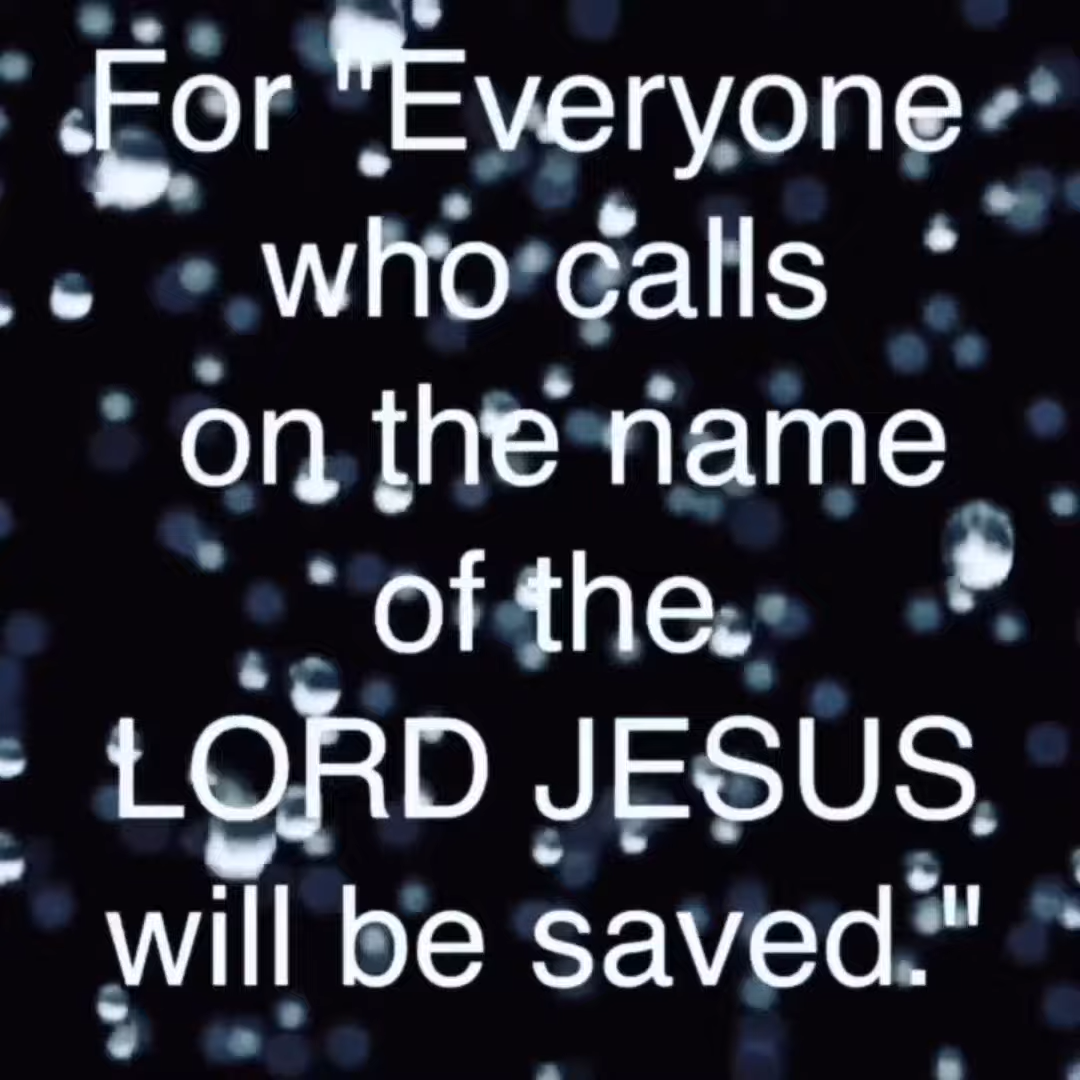 For "Everyone
who calls
on the name
of the
LORD JESUS
will be saved."